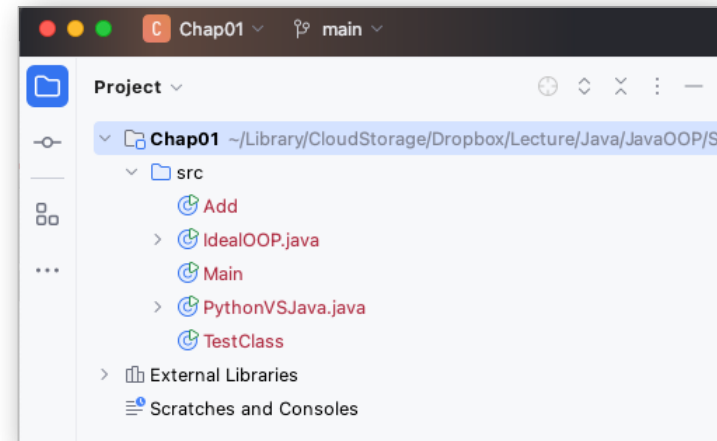 C Chap01 main
Project
Chap01 ~/Library/CloudStorage/Dropbox/Lecture/Java/JavaOOP/S
src
Add
IdealOOP.java
Main
PythonVSJava.java
TestClass
External Libraries
Scratches and Consoles